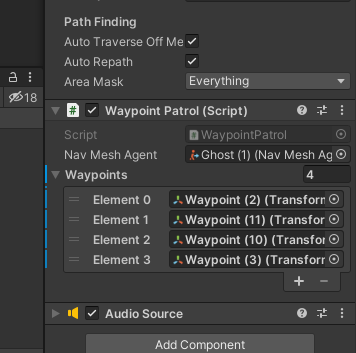 Path Finding
Auto Traverse Off Me
Auto Repath
Area Mask Everything
18
# Waypoint Patrol (Script)
Script # WaypointPatrol
Nav Mesh Agent Ghost (1) (Nav Mesh Ag
Waypoints 4
Element 0 Waypoint (2) (Transforr
Element 1 Waypoint (11) (Transfor
Element 2 Waypoint (10) (Transfor
Element 3 Waypoint (3) (Transforr
+ −
Audio Source
Add Component